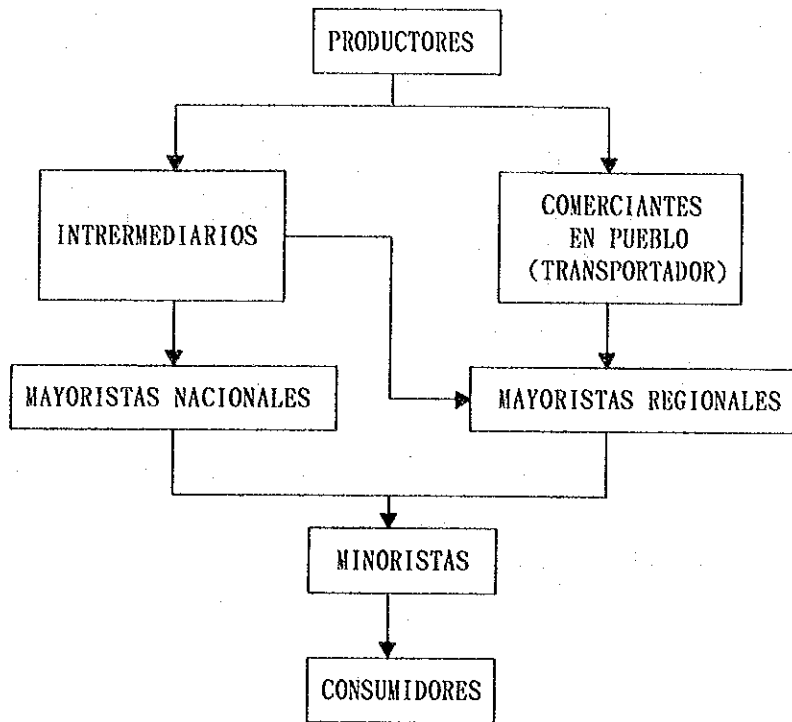 PRODUCTORES
INTRERMEDIARIOS
COMERCIANTES
EN PUEBLO
(TRANSPORTADOR)
MAYORISTAS NACIONALES
MAYORISTAS REGIONALES
MINORISTAS
CONSUMIDORES